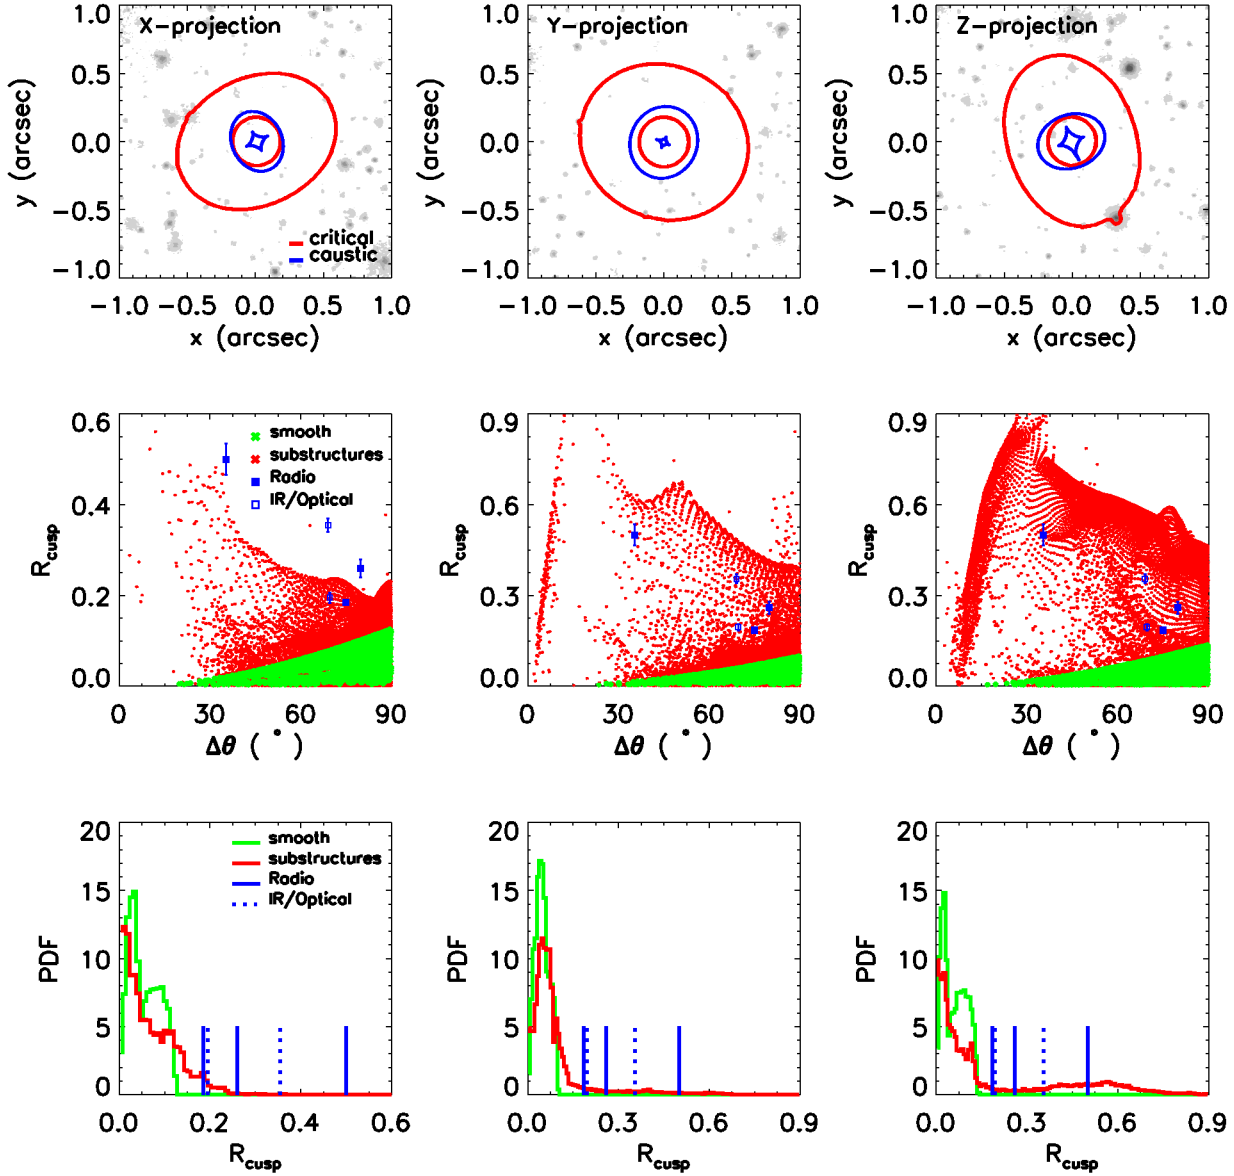 X-projection
1.0
0.5
0.0
-0.5
-1.0
y (arcsec)
critical
caustic
-1.0 -0.5 0.0 0.5 1.0
x (arcsec)
Y-projection
1.0
0.5
0.0
-0.5
-1.0
y (arcsec)
-1.0 -0.5 0.0 0.5 1.0
x (arcsec)
Z-projection
1.0
0.5
0.0
-0.5
-1.0
y (arcsec)
-1.0 -0.5 0.0 0.5 1.0
x (arcsec)
0.6
0.4
0.2
0.0
R_cusp
smooth
substructures
Radio
IR/Optical
0 30 60 90
Δθ ( ° )
0.9
0.6
0.3
0.0
R_cusp
0 30 60 90
Δθ ( ° )
0.9
0.6
0.3
0.0
R_cusp
0 30 60 90
Δθ ( ° )
20
15
10
5
0
PDF
smooth
substructures
Radio
IR/Optical
0.0 0.2 0.4 0.6
R_cusp
20
15
10
5
0
PDF
0.0 0.3 0.6 0.9
R_cusp
20
15
10
5
0
PDF
0.0 0.3 0.6 0.9
R_cusp